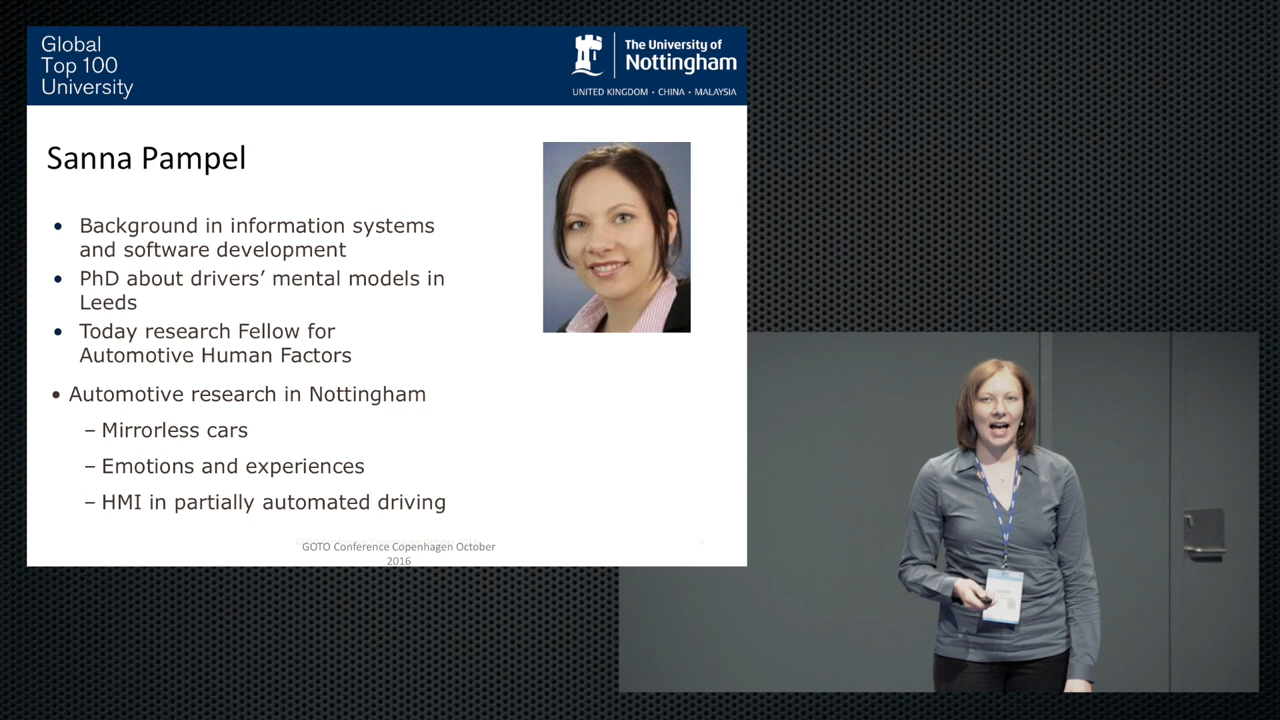 Global
Top 100
University
The University of
Nottingham
UNITED KINGDOM • CHINA • MALAYSIA
Sanna Pampel
• Background in information systems
and software development
• PhD about drivers’ mental models in
Leeds
• Today research Fellow for
Automotive Human Factors
• Automotive research in Nottingham
– Mirrorless cars
– Emotions and experiences
– HMI in partially automated driving
GOTO Conference Copenhagen October
2016